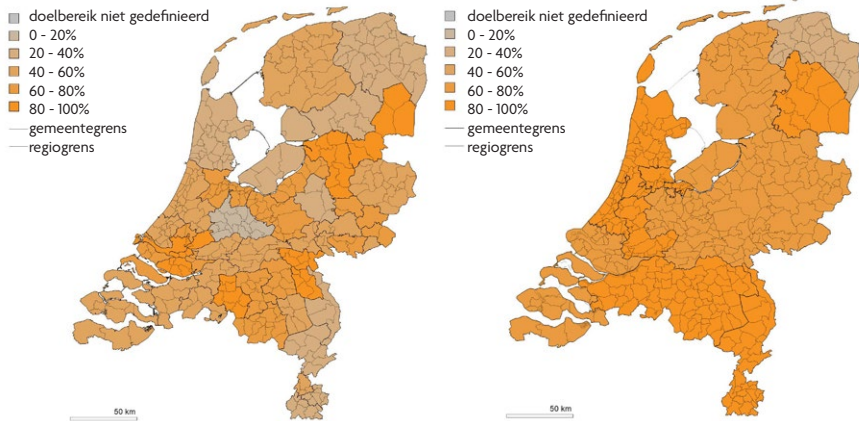 doelbereik niet gedefinieerd
0 - 20%
20 - 40%
40 - 60%
60 - 80%
80 - 100%
gemeentegrens
regiogrens
50 km
doelbereik niet gedefinieerd
0 - 20%
20 - 40%
40 - 60%
60 - 80%
80 - 100%
gemeentegrens
regiogrens
50 km